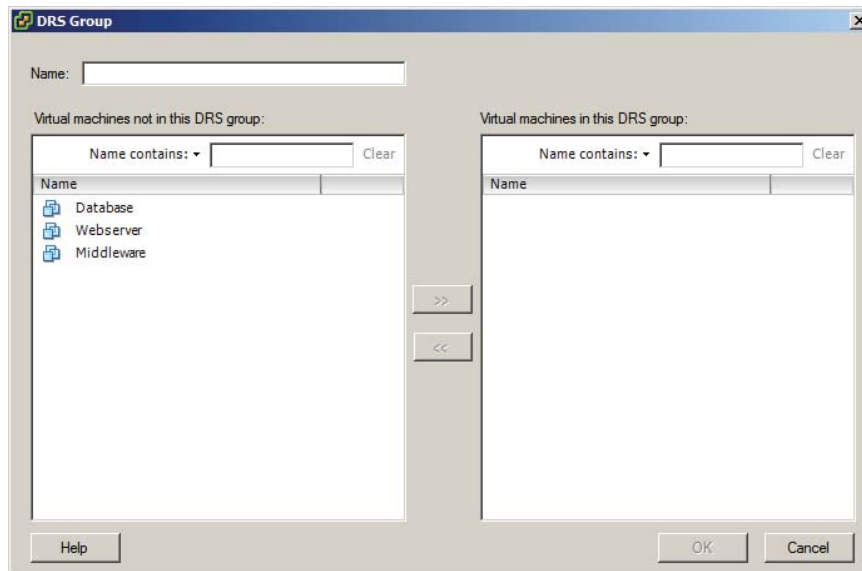 DRS Group
Name:
Virtual machines not in this DRS group:
Name contains:
Clear
Name
Database
Webserver
Middleware
>>
<<
Virtual machines in this DRS group:
Name contains:
Clear
Name
Help
OK
Cancel